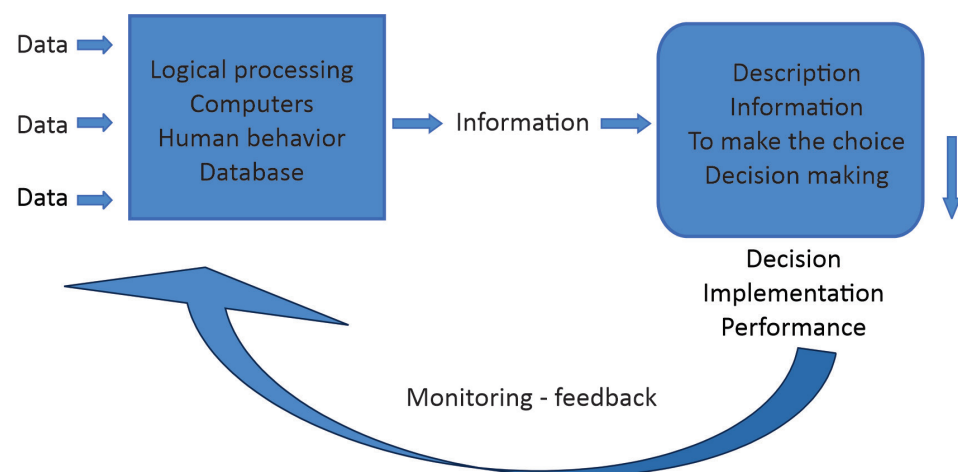 Data
Data
Data
Logical processing
Computers
Human behavior
Database
Information
Description
Information
To make the choice
Decision making
Decision
Implementation
Performance
Monitoring - feedback